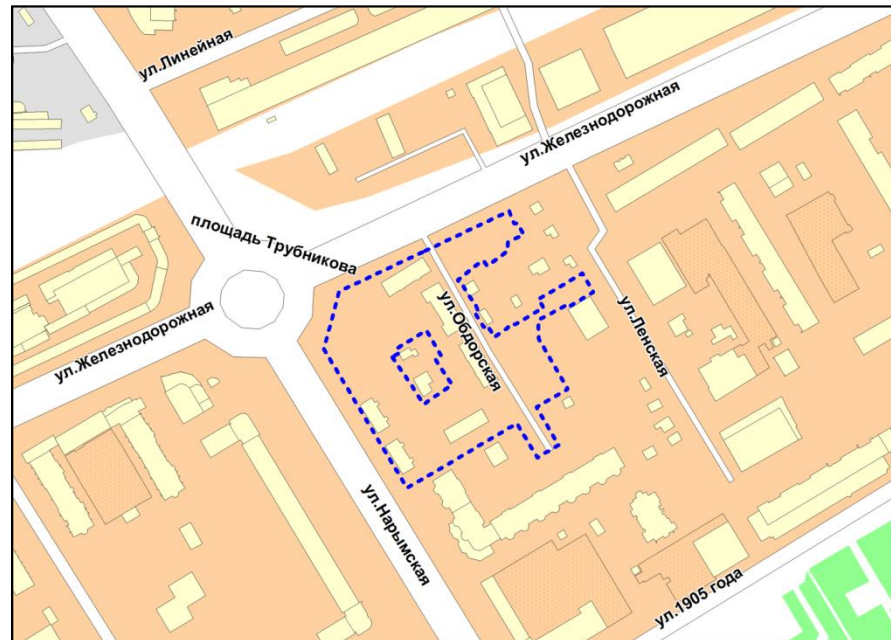 ул.Линейная
ул.Железнодорожная
площадь Трубникова
ул.Железнодорожная
ул.Обдорская
ул.Ленская
ул.Нарымская
ул.1905 года